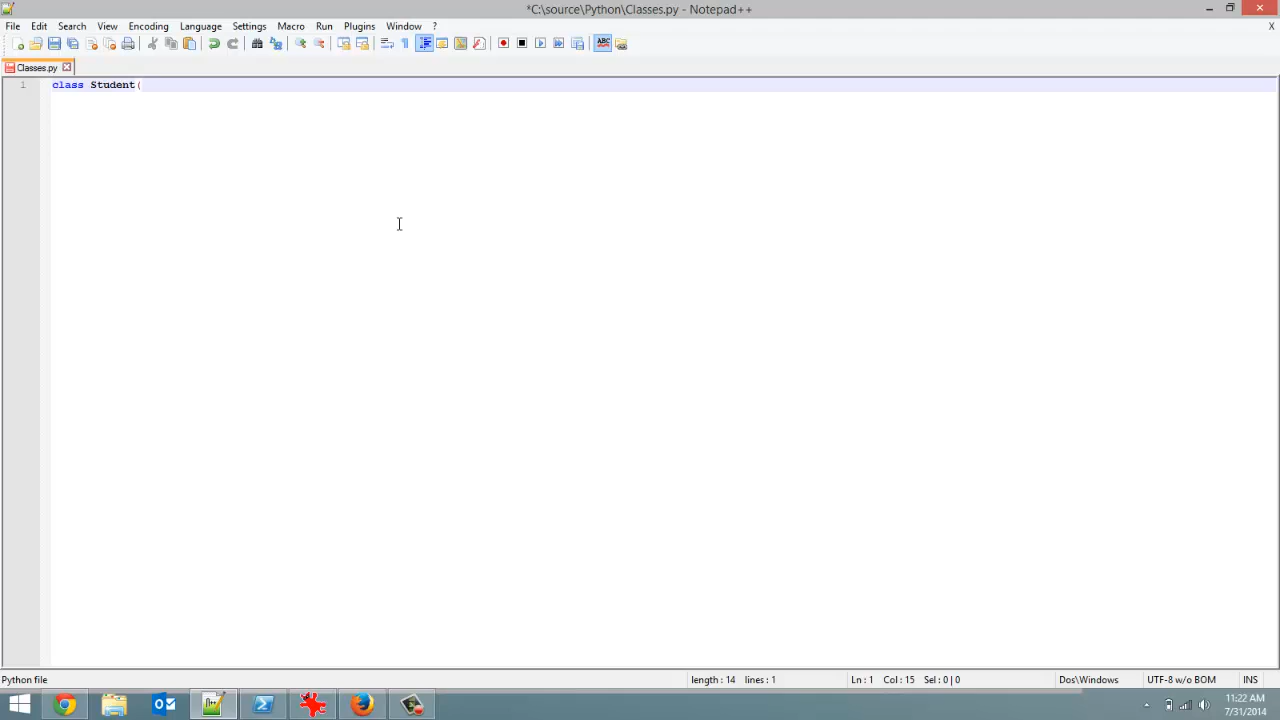 *C:\source\Python\Classes.py - Notepad++
File Edit Search View Encoding Language Settings Macro Run Plugins Window ? X
ABC
Classes.py
1 class Student(
Python file length : 14 lines : 1 Ln : 1 Col : 15 Sel : 0 | 0 Dos\Windows UTF-8 w/o BOM INS
11:22 AM
7/31/2014